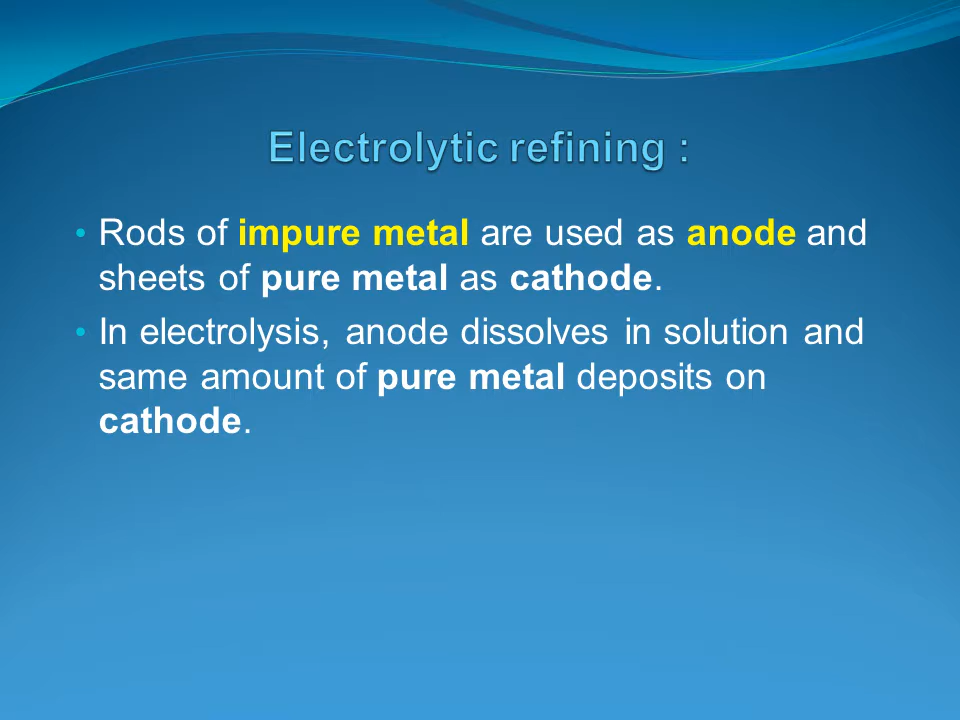 Electrolytic refining :
• Rods of impure metal are used as anode and
sheets of pure metal as cathode.
• In electrolysis, anode dissolves in solution and
same amount of pure metal deposits on
cathode.